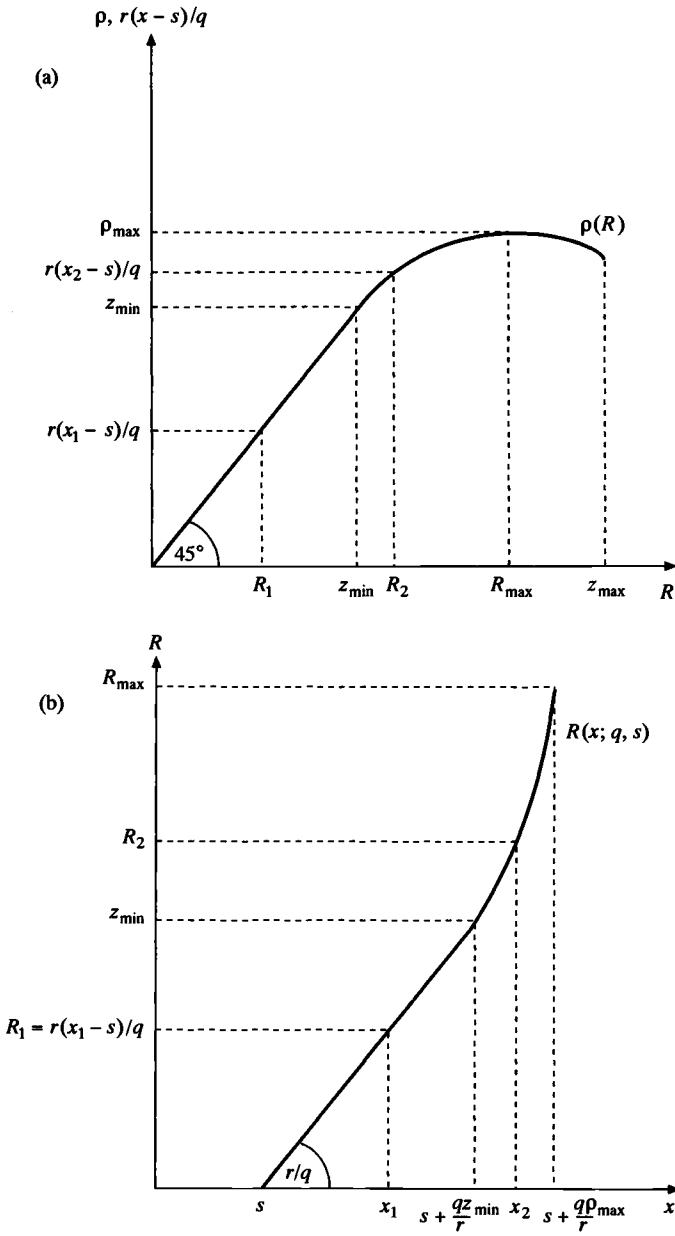 ρ, r(x − s)/q
(a)
ρmax
ρ(R)
r(x2 − s)/q
zmin
r(x1 − s)/q
45°
R1 zmin R2 Rmax zmax R
R
(b)
Rmax
R(x; q, s)
R2
zmin
R1 = r(x1 − s)/q
r/q
s x1 s + qzmin/r x2 s + qρmax/r x